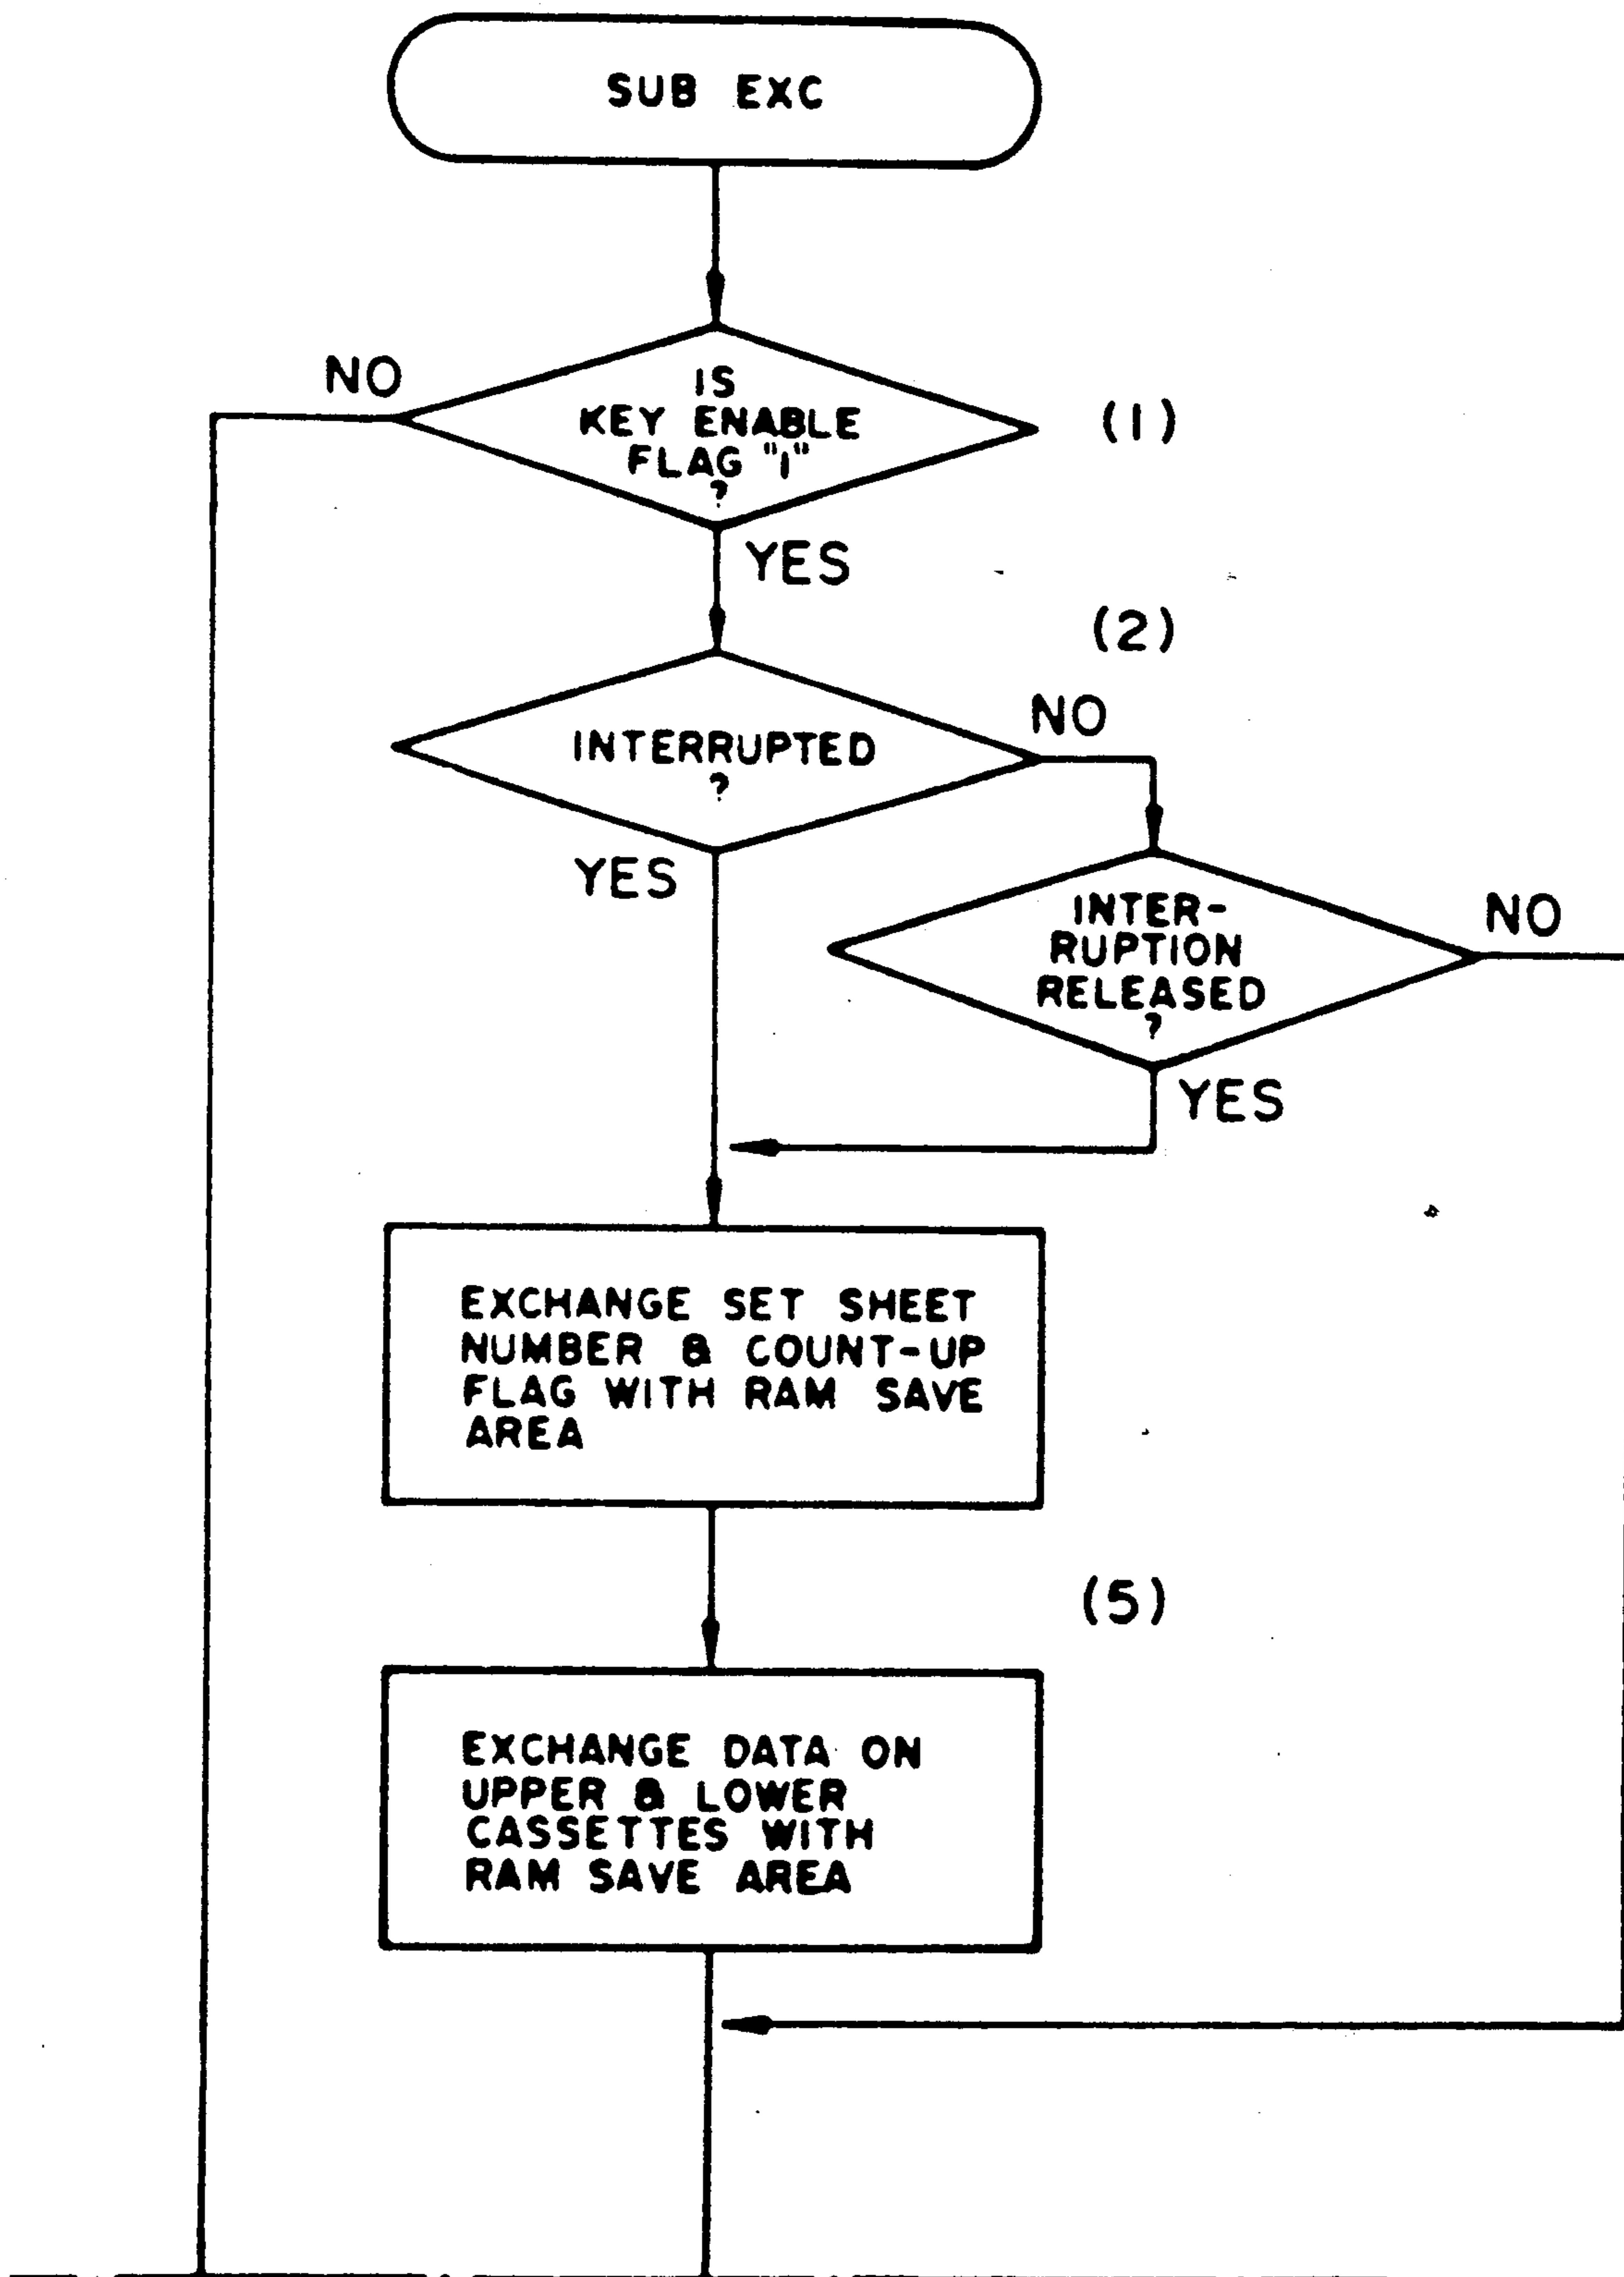 SUB EXC
NO
IS
KEY ENABLE
FLAG "1"
?
(1)
YES
(2)
INTERRUPTED
?
NO
YES
INTER-
RUPTION
RELEASED
?
NO
YES
EXCHANGE SET SHEET
NUMBER & COUNT-UP
FLAG WITH RAM SAVE
AREA
(5)
EXCHANGE DATA ON
UPPER & LOWER
CASSETTES WITH
RAM SAVE AREA